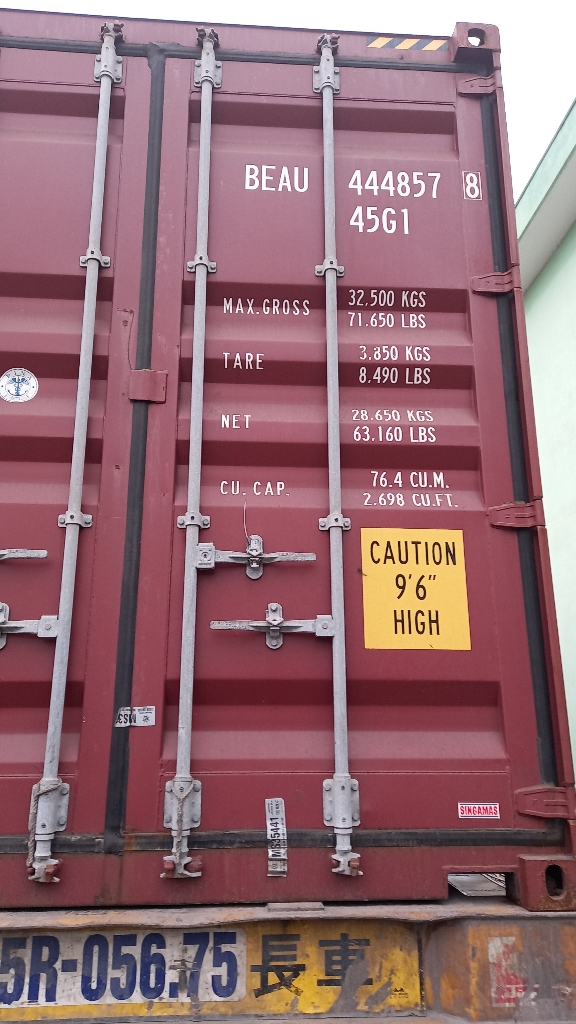 BEAU 444857 8
45G1
MAX.GROSS 32.500 KGS
71.650 LBS
TARE 3.850 KGS
8.490 LBS
NET 28.650 KGS
63.160 LBS
CU. CAP. 76.4 CU.M.
2.698 CU.FT.
CAUTION
9'6"
HIGH
SINGAMAS
5R-056.75 長車